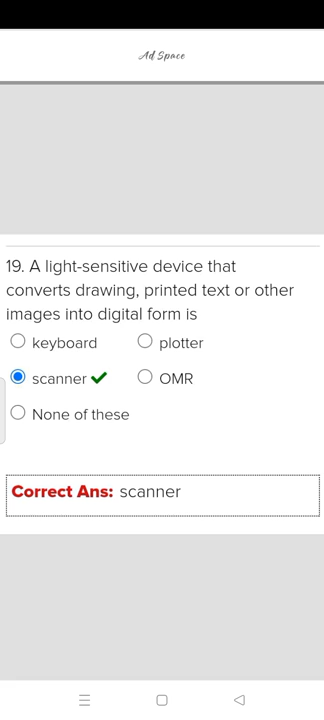 Ad Space
19. A light-sensitive device that
converts drawing, printed text or other
images into digital form is
keyboard plotter
scanner OMR
None of these
Correct Ans: scanner